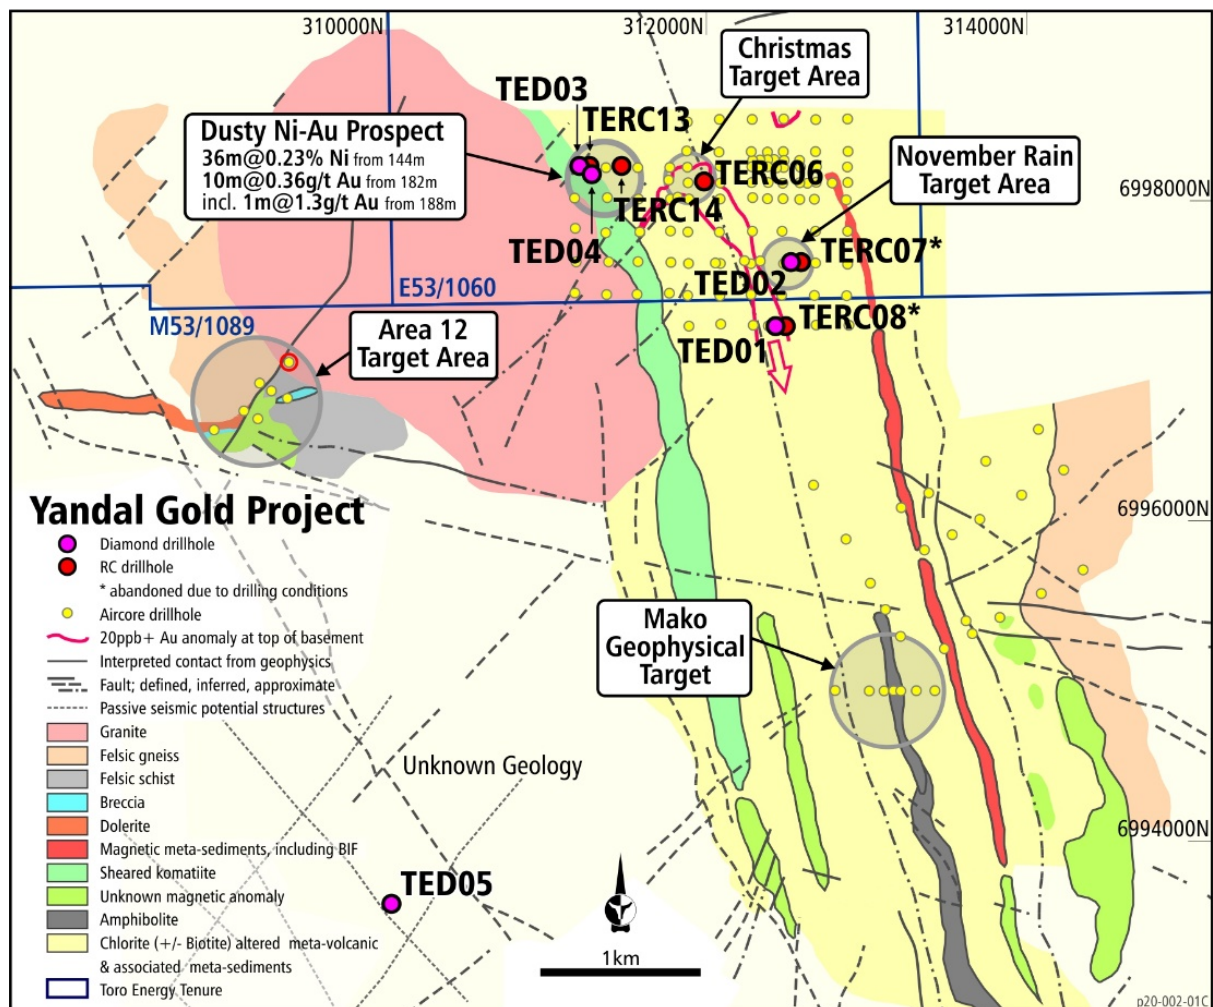 310000N
312000N
314000N
Christmas
Target Area
TED03
TERC13
Dusty Ni-Au Prospect
36m@0.23% Ni from 144m
10m@0.36g/t Au from 182m
incl. 1m@1.3g/t Au from 188m
November Rain
Target Area
TERC06
6998000N
TERC14
TED04
TERC07*
TED02
E53/1060
M53/1089
TERC08*
TED01
Area 12
Target Area
Yandal Gold Project
Diamond drillhole
RC drillhole
* abandoned due to drilling conditions
Aircore drillhole
20ppb+ Au anomaly at top of basement
Interpreted contact from geophysics
Fault; defined, inferred, approximate
Passive seismic potential structures
Granite
Felsic gneiss
Felsic schist
Breccia
Dolerite
Magnetic meta-sediments, including BIF
Sheared komatiite
Unknown magnetic anomaly
Amphibolite
Chlorite (+/- Biotite) altered meta-volcanic
& associated meta-sediments
Toro Energy Tenure
6996000N
Mako
Geophysical
Target
Unknown Geology
6994000N
TED05
1km
p20-002-01C